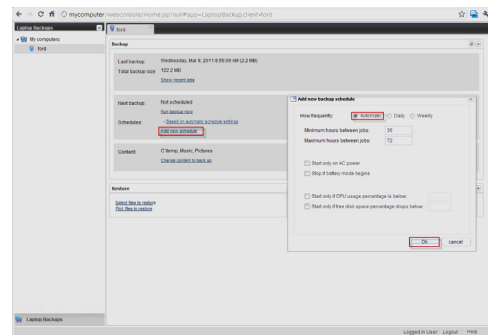 mycomputer/webconsole/Home.jsp?null#app=LaptopBackup.client=ford
Laptop Backups
My computers
ford
ford
Backup
Last backup: Wednesday, Mar 9, 2011 8:55:09 AM (2.2 MB)
Total backup size: 122.2 MB
Show recent jobs
Next backup: Not scheduled
Run backup now
Schedules: - Based on automatic schedule settings
Add new schedule
Content: C:\temp, Music, Pictures
Change content to back up
Restore
Select files to restore
Find files to restore
Add new backup schedule
How frequently: Automatic Daily Weekly
Minimum hours between jobs: 36
Maximum hours between jobs: 72
Start only on AC power
Stop if battery mode begins
Start only if CPU usage percentage is below:
Start only if free disk space percentage drops below:
Ok cancel
Laptop Backups
Logged in User: Logout Help